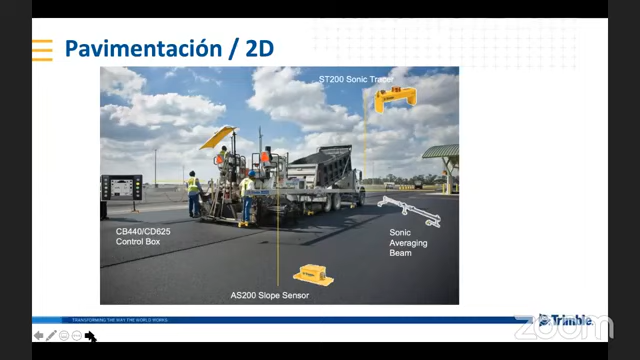 Pavimentación / 2D
ST200 Sonic Tracer
CB440/CD625
Control Box
Sonic
Averaging
Beam
AS200 Slope Sensor
TRANSFORMING THE WAY THE WORLD WORKS
Trimble.
zoom